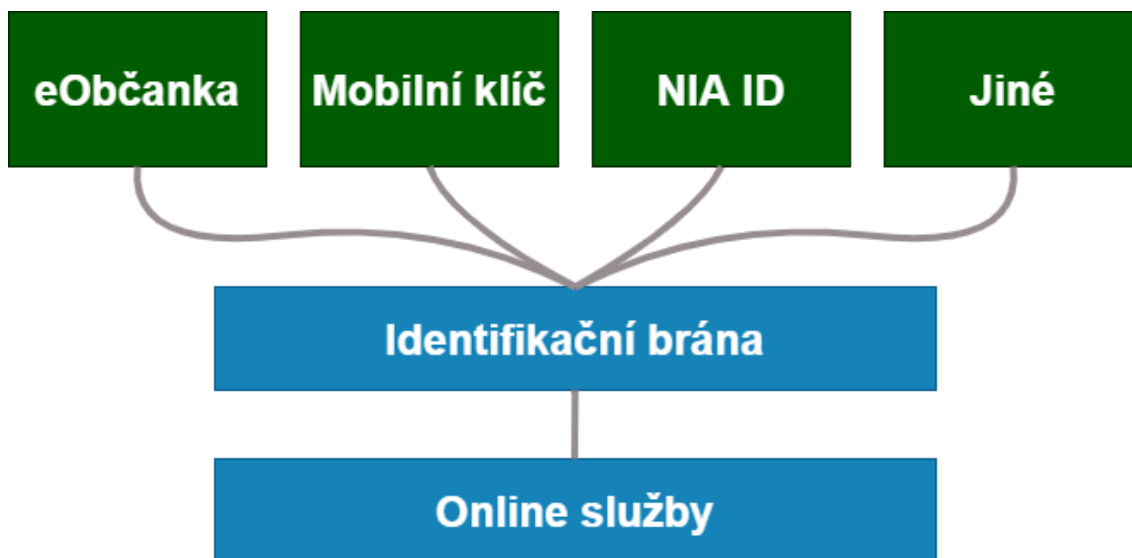 eObčanka
Mobilní klíč
NIA ID
Jiné
Identifikační brána
Online služby